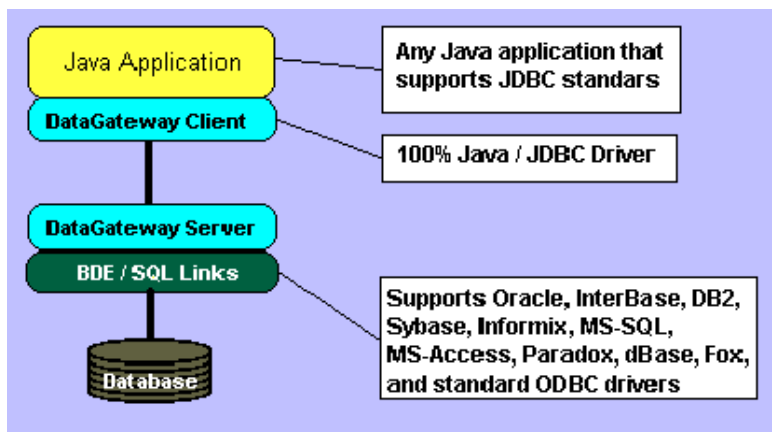 Java Application
Any Java application that
supports JDBC standars
DataGateway Client
100% Java / JDBC Driver
DataGateway Server
BDE / SQL Links
Supports Oracle, InterBase, DB2,
Sybase, Informix, MS-SQL,
MS-Access, Paradox, dBase, Fox,
and standard ODBC drivers
Database